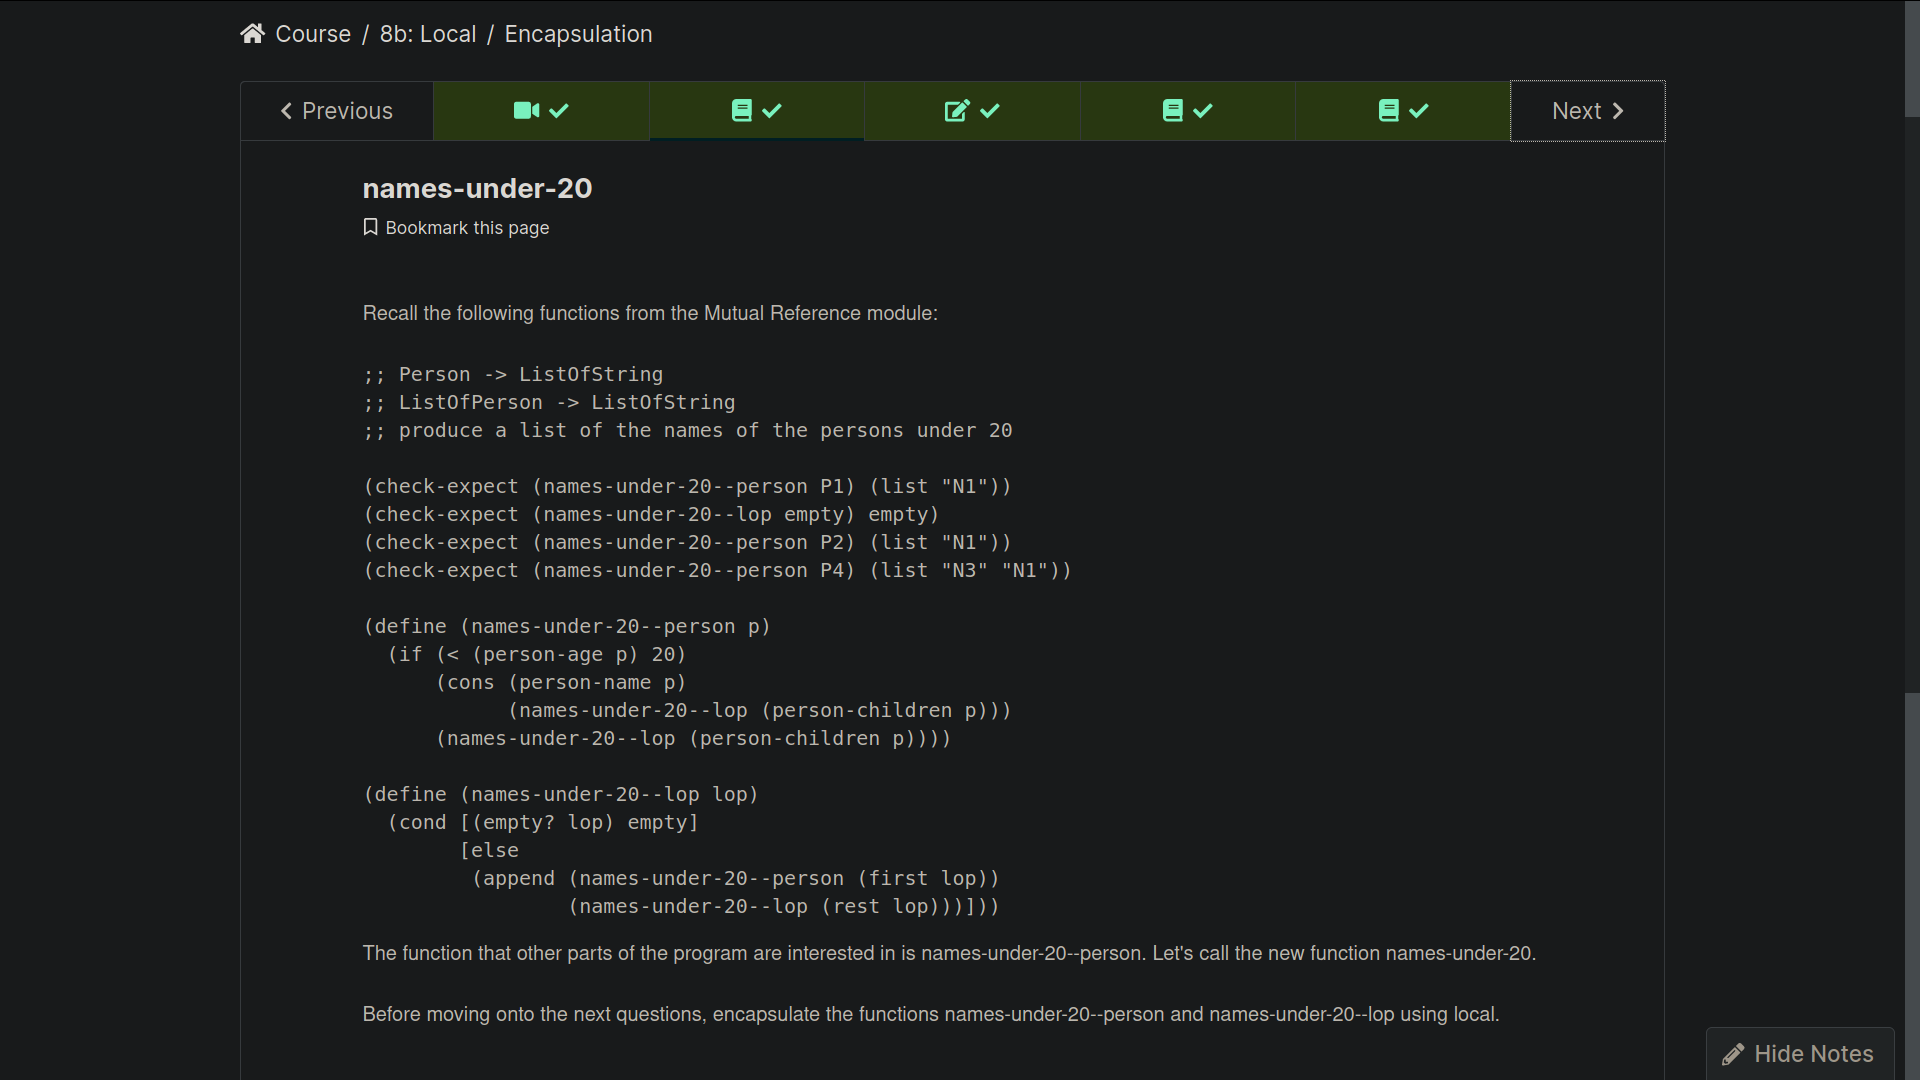 Course / 8b: Local / Encapsulation
Previous
Next
names-under-20
Bookmark this page
Recall the following functions from the Mutual Reference module:
;; Person -> ListOfString
;; ListOfPerson -> ListOfString
;; produce a list of the names of the persons under 20
(check-expect (names-under-20--person P1) (list "N1"))
(check-expect (names-under-20--lop empty) empty)
(check-expect (names-under-20--person P2) (list "N1"))
(check-expect (names-under-20--person P4) (list "N3" "N1"))
(define (names-under-20--person p)
  (if (< (person-age p) 20)
      (cons (person-name p)
            (names-under-20--lop (person-children p)))
      (names-under-20--lop (person-children p))))
(define (names-under-20--lop lop)
  (cond [(empty? lop) empty]
        [else
         (append (names-under-20--person (first lop))
                 (names-under-20--lop (rest lop)))]))
The function that other parts of the program are interested in is names-under-20--person. Let's call the new function names-under-20.
Before moving onto the next questions, encapsulate the functions names-under-20--person and names-under-20--lop using local.
Hide Notes